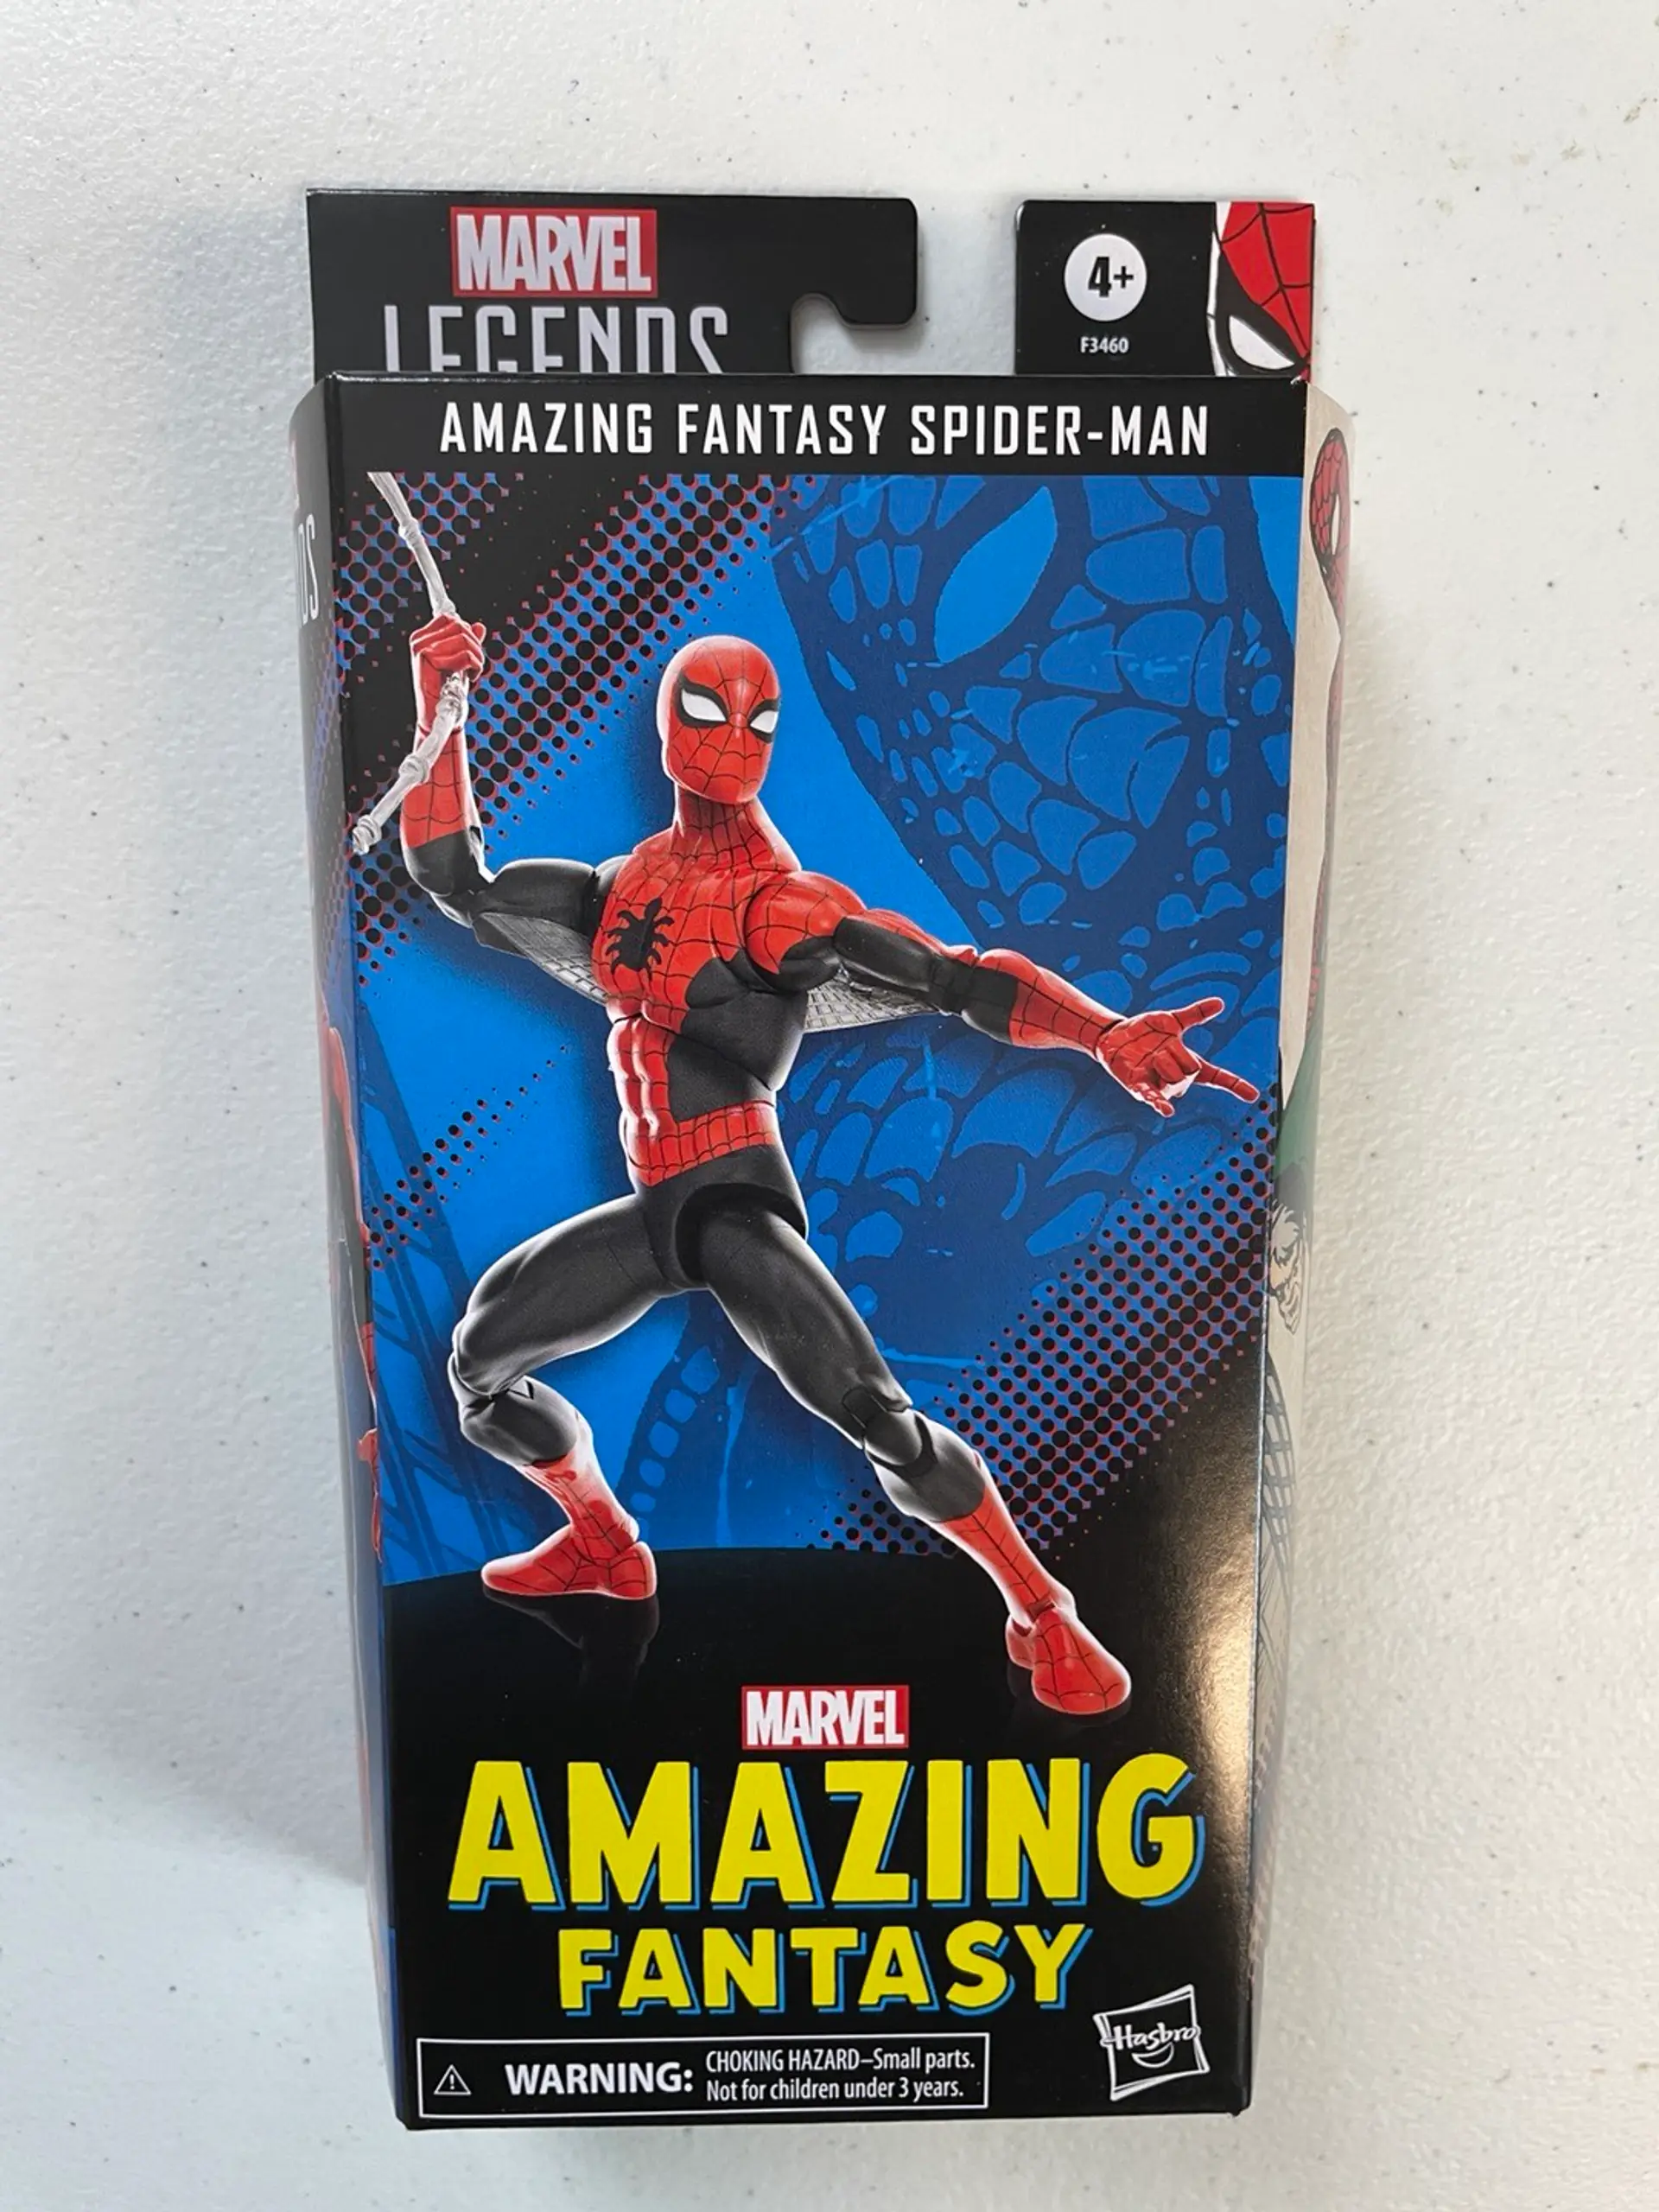 MARVEL
LEGENDS
4+
F3460
AMAZING FANTASY SPIDER-MAN
DS
MARVEL
AMAZING
FANTASY
Hasbro
WARNING:
CHOKING HAZARD–Small parts.
Not for children under 3 years.